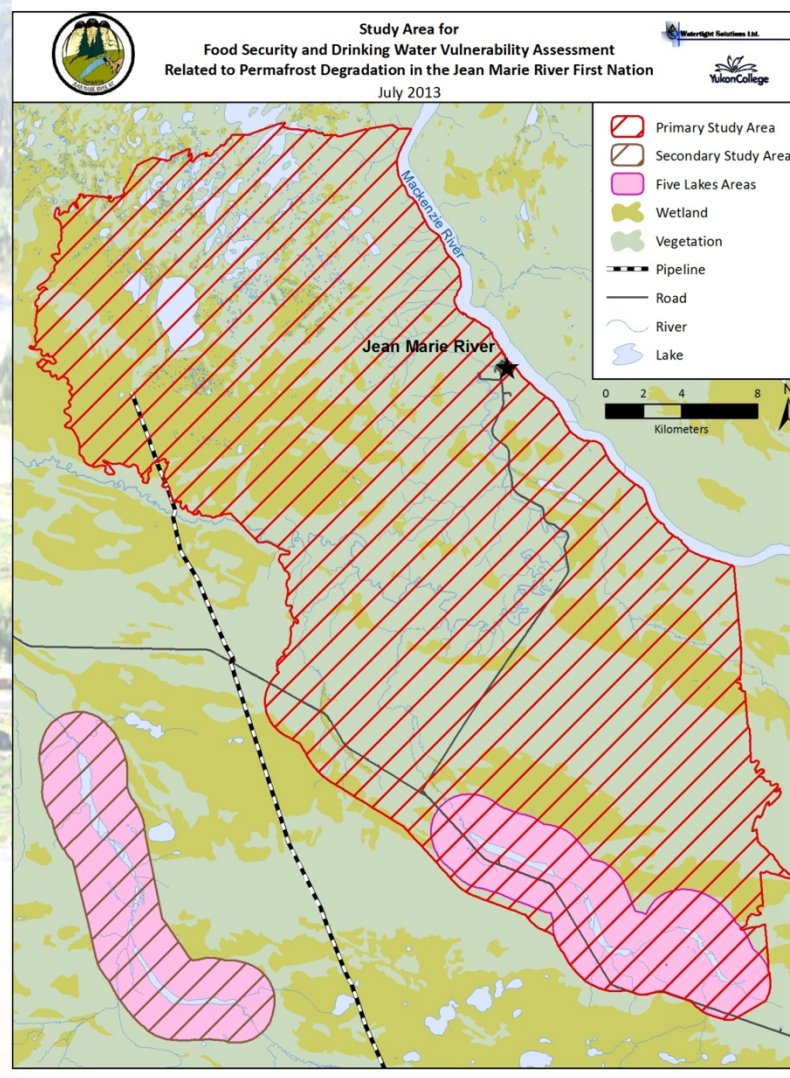 Study Area for
Food Security and Drinking Water Vulnerability Assessment
Related to Permafrost Degradation in the Jean Marie River First Nation
July 2013
Watertight Solutions Ltd.
YukonCollege
Primary Study Area
Secondary Study Area
Five Lakes Areas
Wetland
Vegetation
Pipeline
Road
River
Lake
Mackenzie River
Jean Marie River
0 2 4 8
Kilometers
N